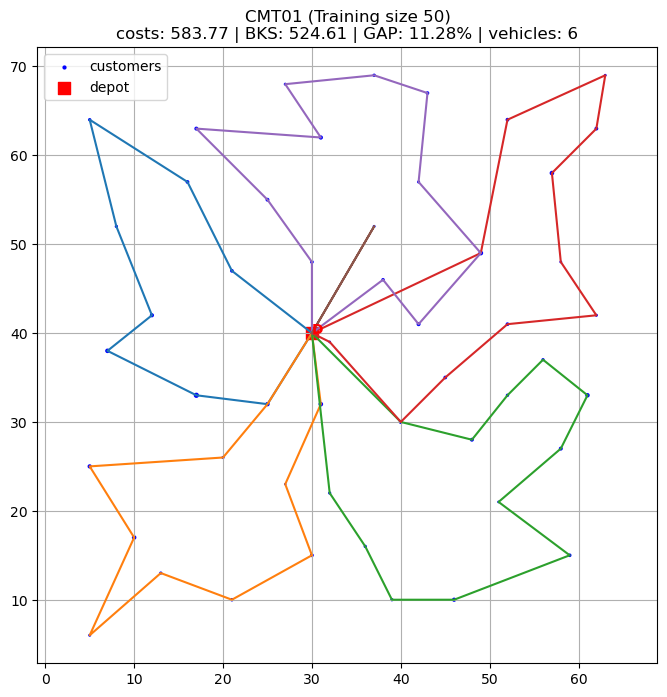 CMT01 (Training size 50)
costs: 583.77 | BKS: 524.61 | GAP: 11.28% | vehicles: 6
customers
depot
70
60
50
40
30
20
10
0 10 20 30 40 50 60